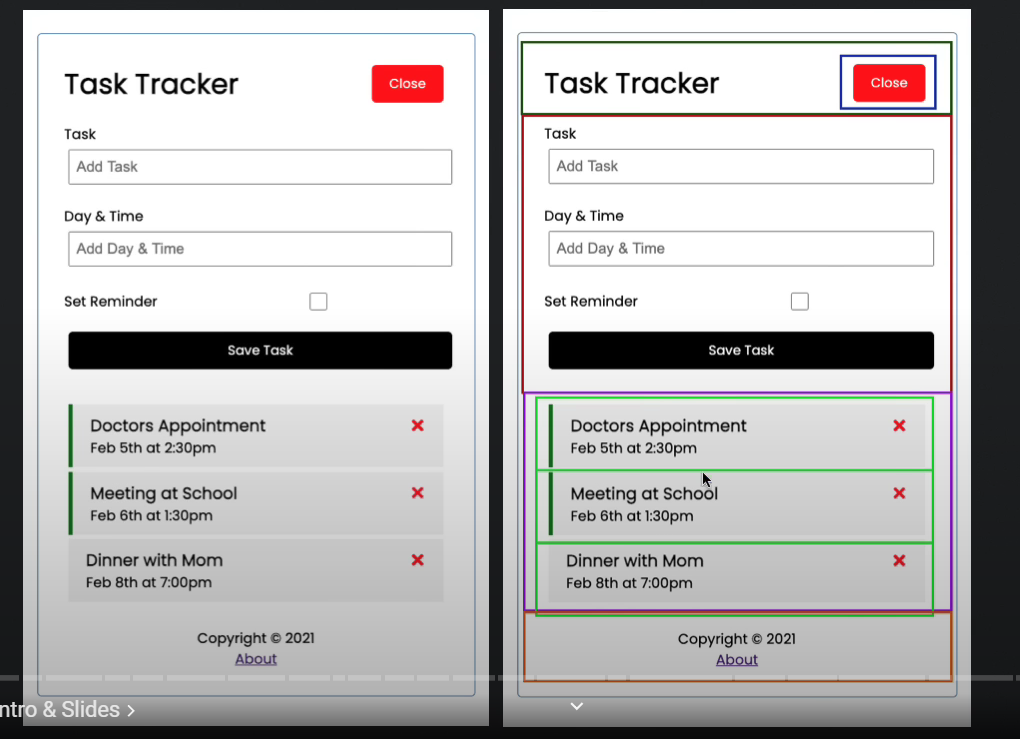 Task Tracker
Close
Task
Add Task
Day & Time
Add Day & Time
Set Reminder
Save Task
Doctors Appointment
Feb 5th at 2:30pm
Meeting at School
Feb 6th at 1:30pm
Dinner with Mom
Feb 8th at 7:00pm
Copyright © 2021
About
Task Tracker
Close
Task
Add Task
Day & Time
Add Day & Time
Set Reminder
Save Task
Doctors Appointment
Feb 5th at 2:30pm
Meeting at School
Feb 6th at 1:30pm
Dinner with Mom
Feb 8th at 7:00pm
Copyright © 2021
About
ntro & Slides